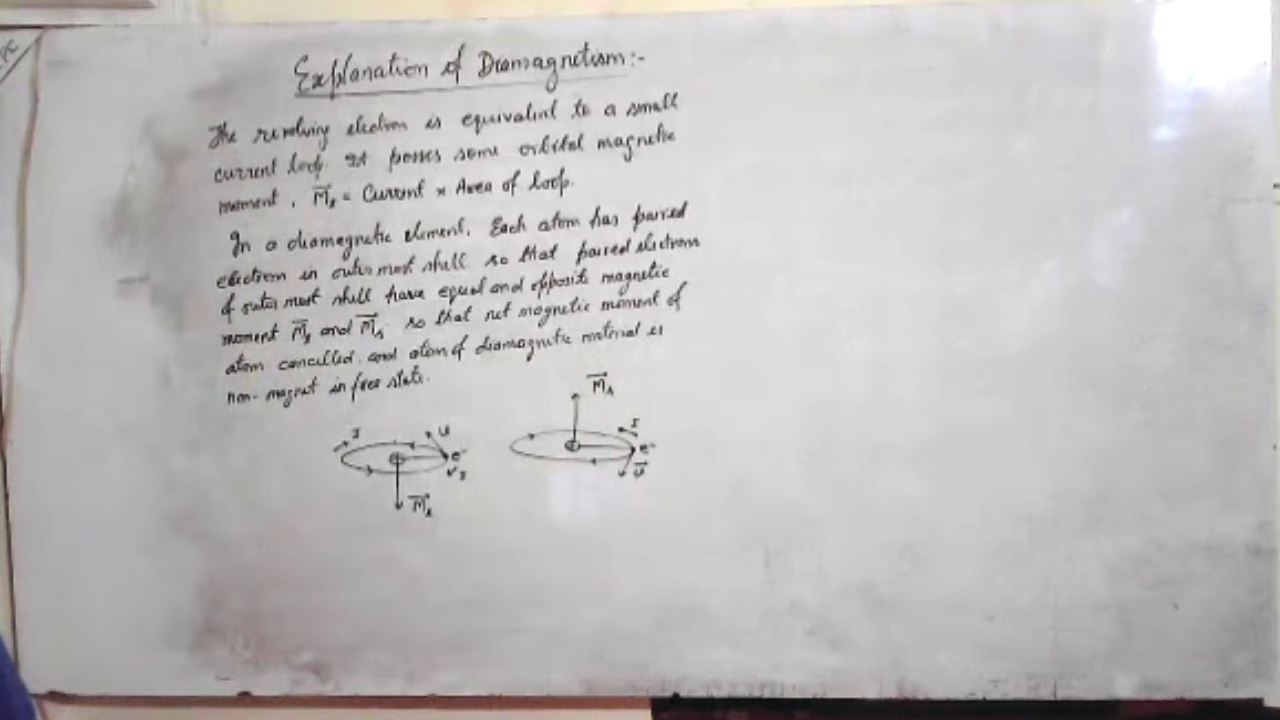 PC
Explanation of Diamagnetism:-
The revolving electron is equivalent to a small
current loop. It posses some orbital magnetic
moment, M = Current × Area of loop.
In a diamagnetic element. Each atom has paired
electron in outer most shell so that paired electrons
of outer most shell have equal and opposite magnetic
moment M and M so that net magnetic moment of
atom cancelled. and atom of diamagnetic material is
non-magnet in free state.
M
I
I
υ
e-
e-
I
υ
M